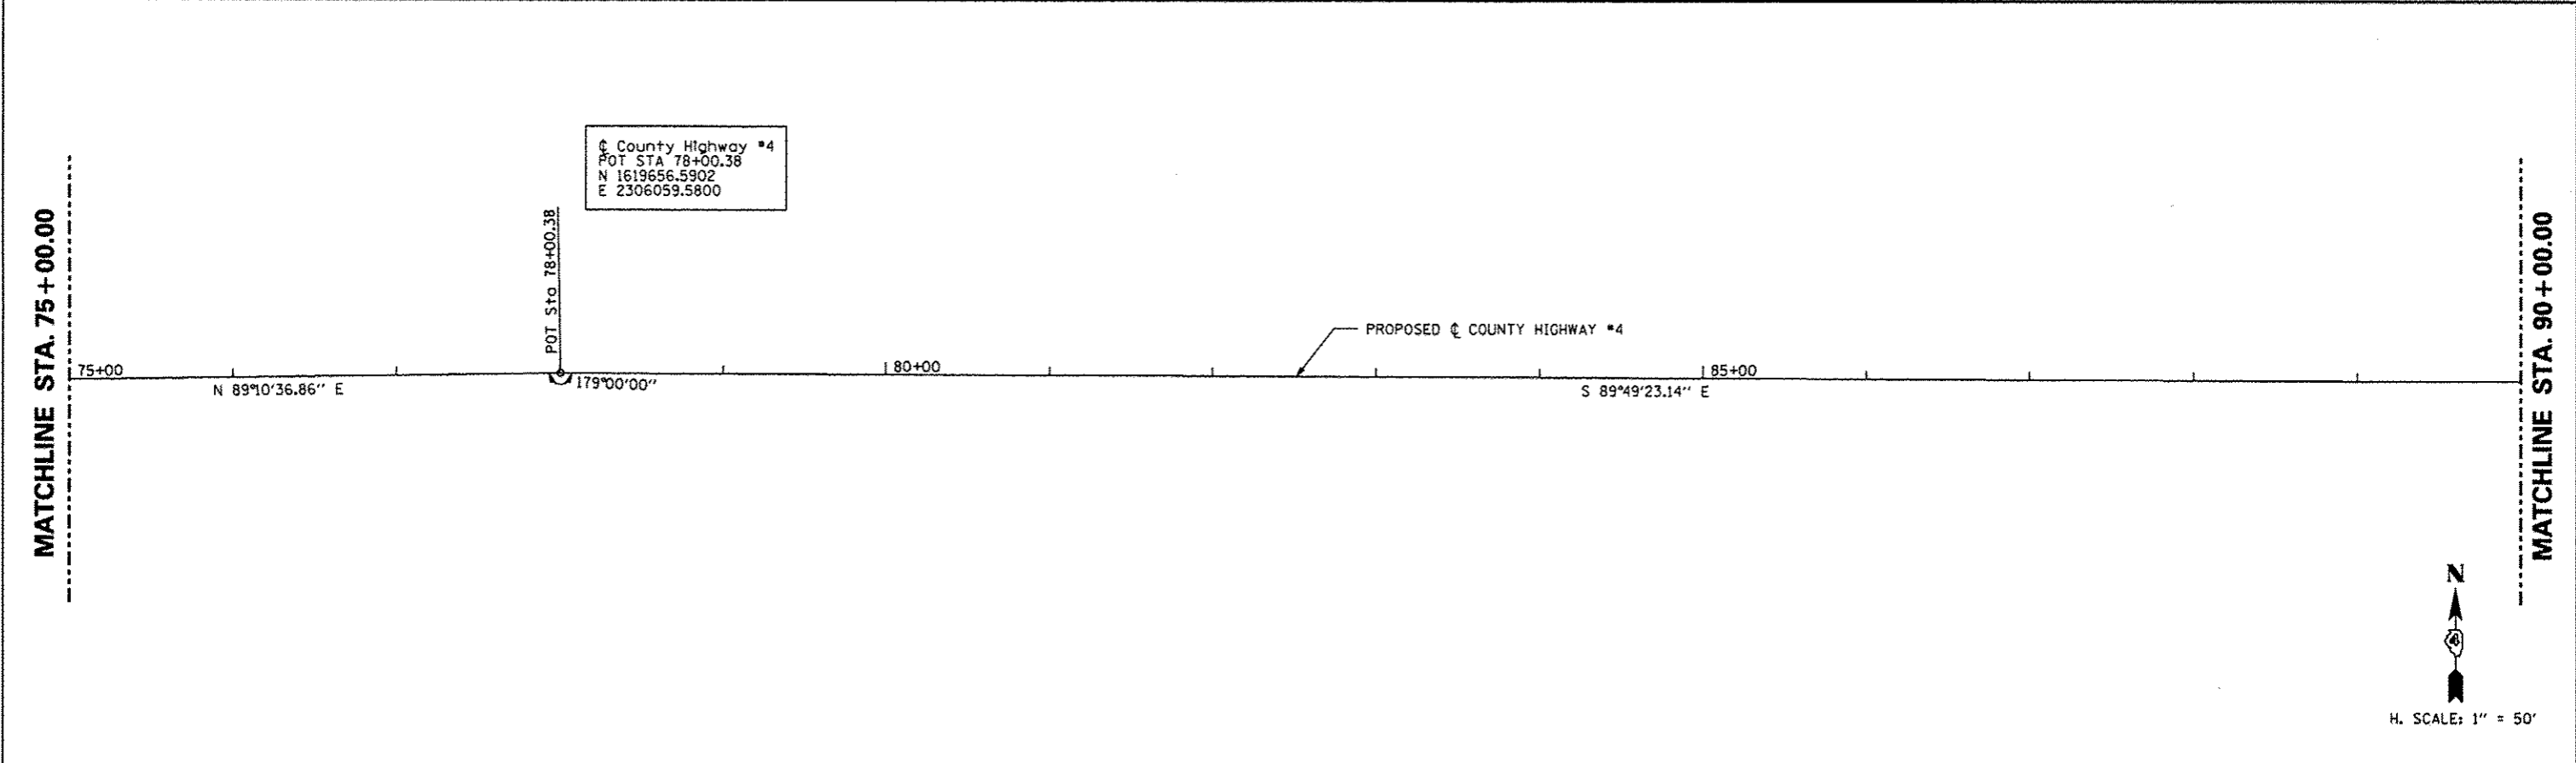 ℄ County Highway #4
POT STA 78+00.38
N 1619656.5902
E 2306059.5800
MATCHLINE STA. 75+00.00
POT Sta 78+00.38
MATCHLINE STA. 90+00.00
PROPOSED ℄ COUNTY HIGHWAY #4
75+00
80+00
85+00
179°00'00"
N 89°10'36.86" E
S 89°49'23.14" E
N
H. SCALE: 1" = 50'